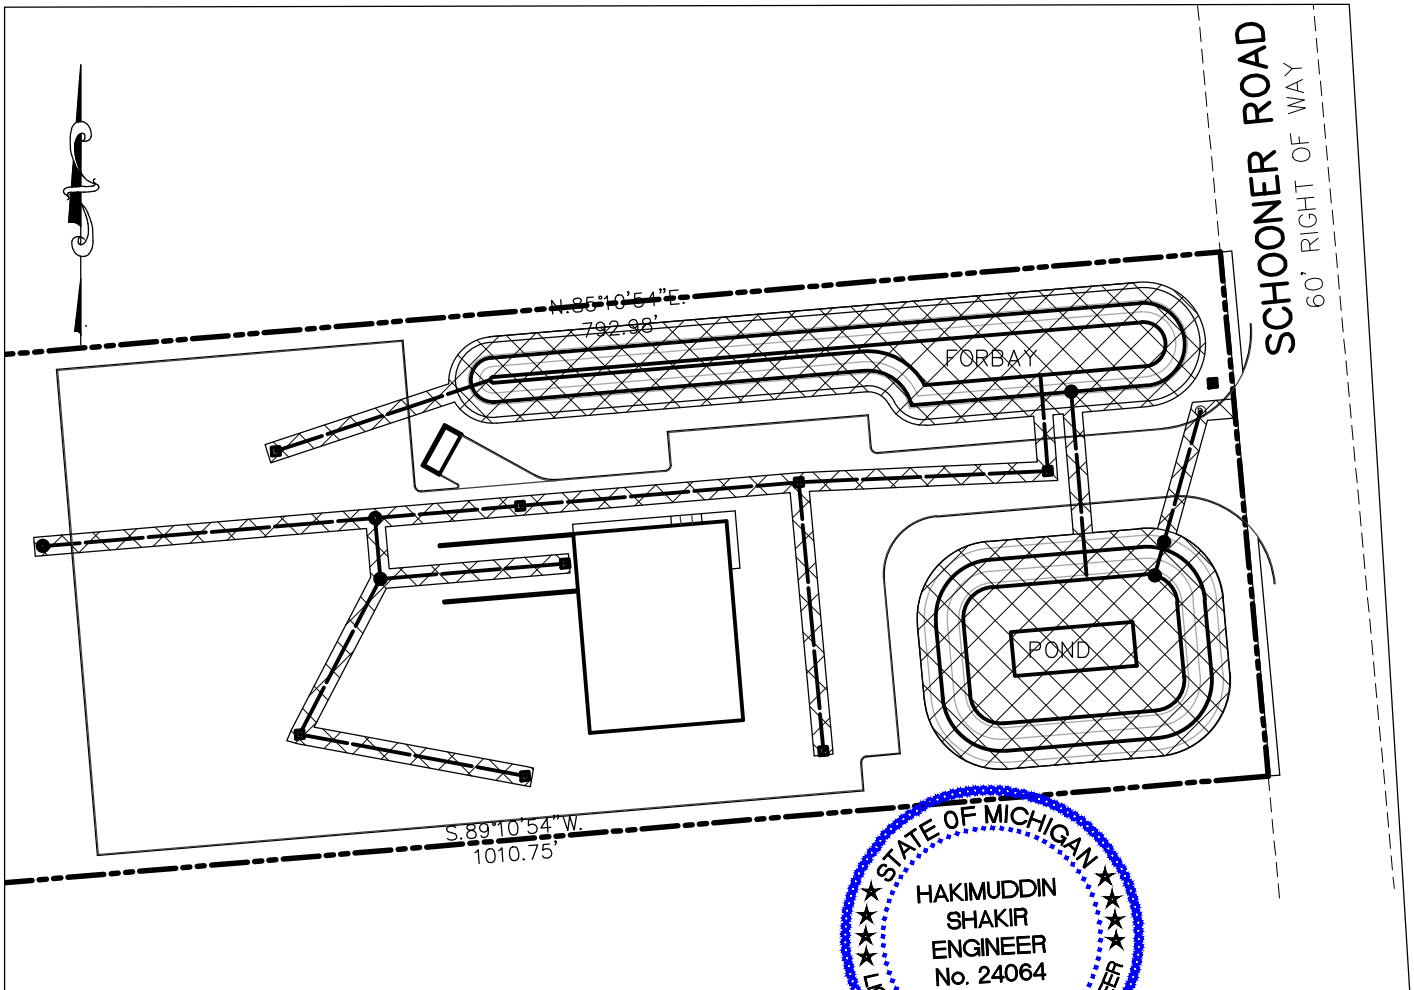 SCHOONER ROAD
60' RIGHT OF WAY
N.85°10'54"E.
792.98'
FORBAY
POND
S.89°10'54"W.
1010.75'
STATE OF MICHIGAN
HAKIMUDDIN
SHAKIR
ENGINEER
No. 24064